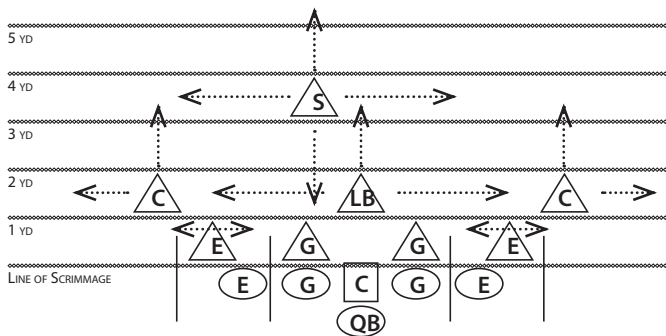 5 YD
4 YD
S
3 YD
2 YD
C LB C
1 YD
E G G E
LINE OF SCRIMMAGE
E G C G E
QB